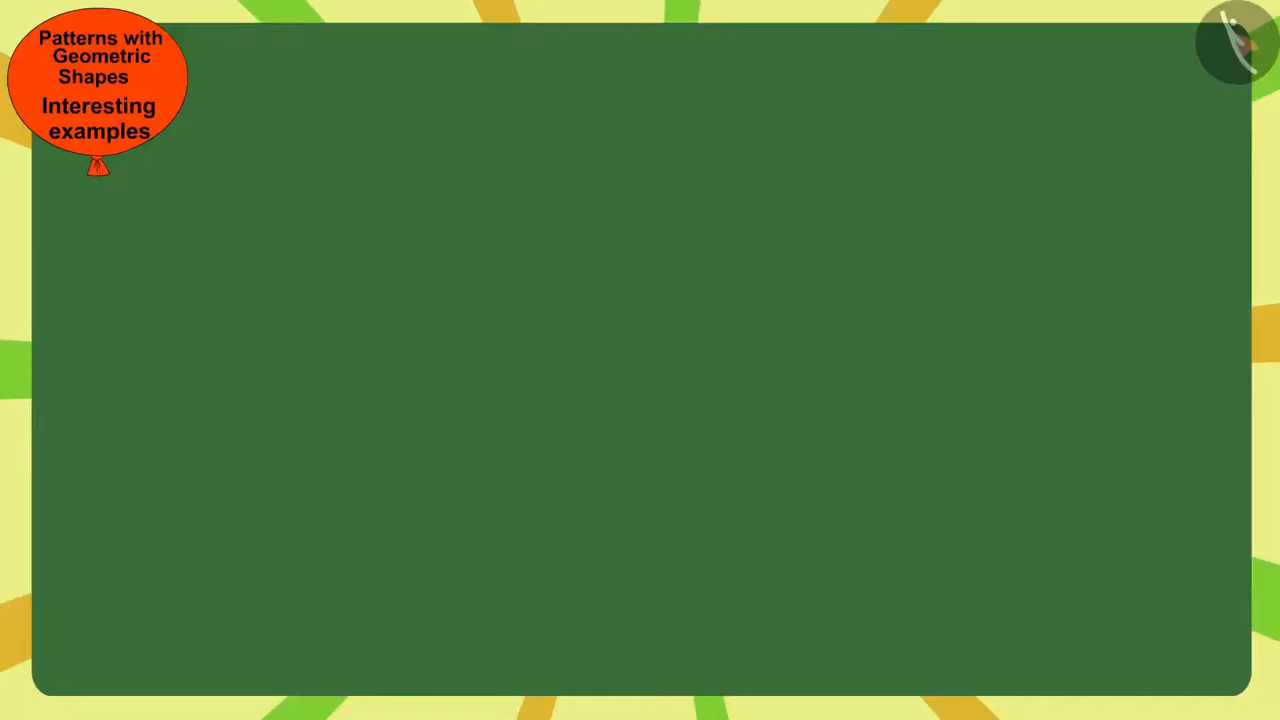 Patterns with
Geometric
Shapes
Interesting
examples